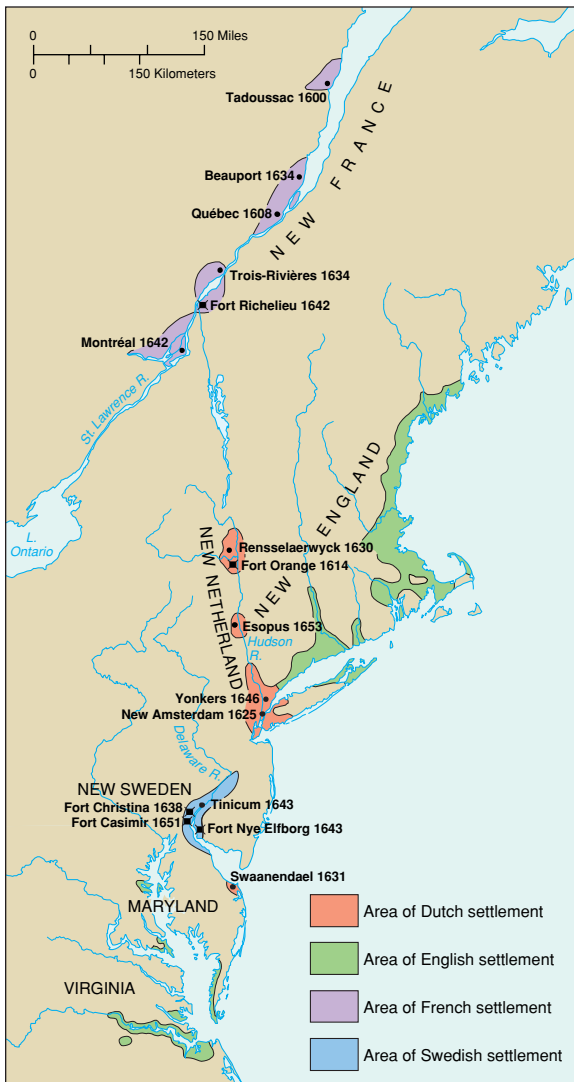 0 150 Miles
0 150 Kilometers
Tadoussac 1600
NEW FRANCE
Beauport 1634
Québec 1608
Trois-Rivières 1634
Fort Richelieu 1642
Montréal 1642
St. Lawrence R.
L.
Ontario
NEW ENGLAND
NEW NETHERLAND
Rensselaerwyck 1630
Fort Orange 1614
Esopus 1653
Hudson
R.
Yonkers 1646
New Amsterdam 1625
Delaware R.
NEW SWEDEN
Fort Christina 1638
Tinicum 1643
Fort Casimir 1651
Fort Nye Elfborg 1643
Swaanendael 1631
MARYLAND
VIRGINIA
Area of Dutch settlement
Area of English settlement
Area of French settlement
Area of Swedish settlement